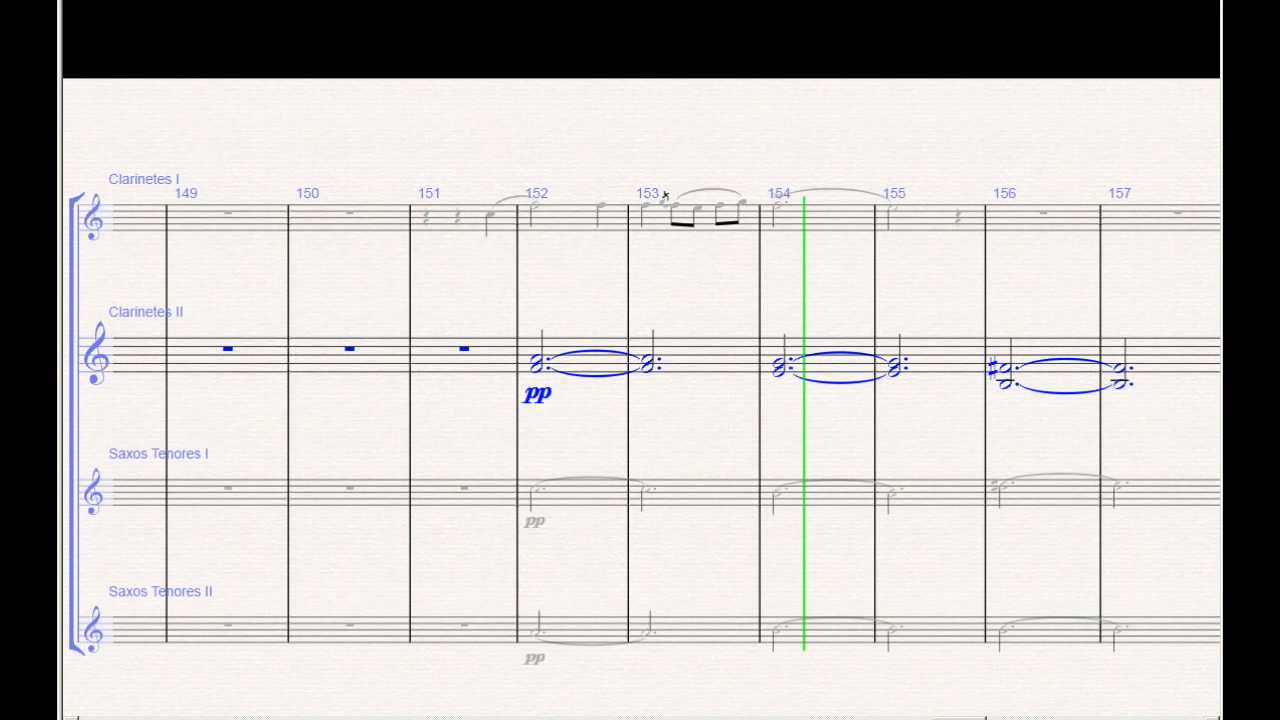 Clarinetes I
149 150 151 152 153 154 155 156 157
Clarinetes II
pp
Saxos Tenores I
pp
Saxos Tenores II
pp